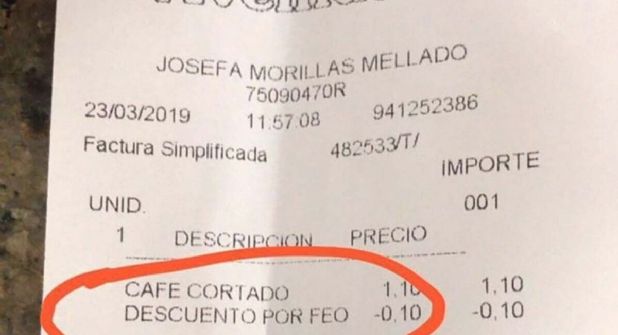 JOSEFA MORILLAS MELLADO
75090470R
23/03/2019 11:57.08 941252386
Factura Simplificada 482533/T/
IMPORTE
UNID. 001
1 DESCRIPCION PRECIO
CAFE CORTADO 1,10 1,10
DESCUENTO POR FEO -0,10 -0,10